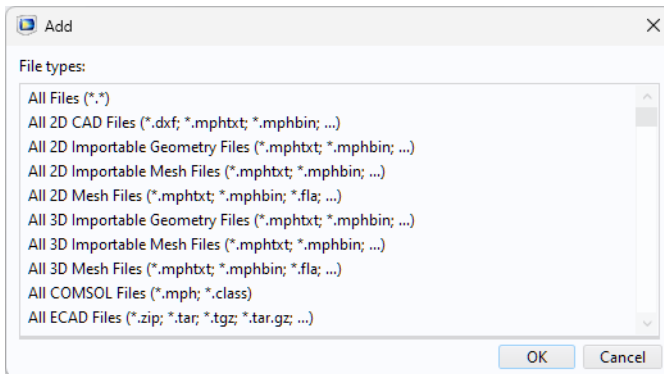 Add
File types:
All Files (*.*)
All 2D CAD Files (*.dxf; *.mphtxt; *.mphbin; ...)
All 2D Importable Geometry Files (*.mphtxt; *.mphbin; ...)
All 2D Importable Mesh Files (*.mphtxt; *.mphbin; ...)
All 2D Mesh Files (*.mphtxt; *.mphbin; *.fla; ...)
All 3D Importable Geometry Files (*.mphtxt; *.mphbin; ...)
All 3D Importable Mesh Files (*.mphtxt; *.mphbin; ...)
All 3D Mesh Files (*.mphtxt; *.mphbin; *.fla; ...)
All COMSOL Files (*.mph; *.class)
All ECAD Files (*.zip; *.tar; *.tgz; *.tar.gz; ...)
OK Cancel